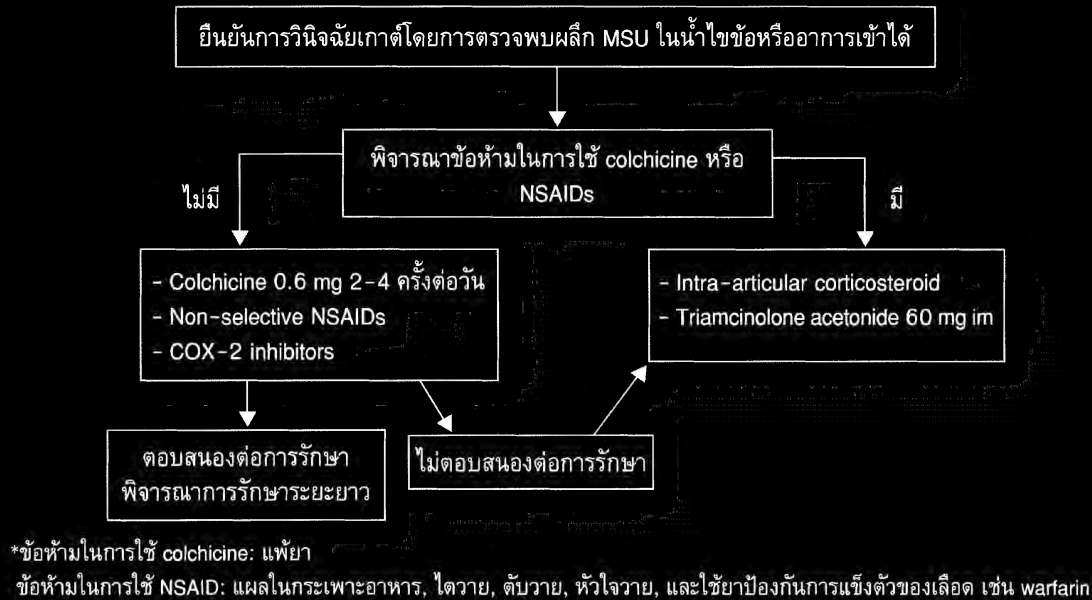 ยืนยันการวินิจฉัยเกาต์โดยการตรวจพบผลึก MSU ในน้ำไขข้อหรืออาการเข้าได้
พิจารณาข้อห้ามในการใช้ colchicine หรือ
NSAIDs
ไม่มี
มี
- Colchicine 0.6 mg 2-4 ครั้งต่อวัน
- Non-selective NSAIDs
- COX-2 inhibitors
- Intra-articular corticosteroid
- Triamcinolone acetonide 60 mg im
ตอบสนองต่อการรักษา
พิจารณาการรักษาระยะยาว
ไม่ตอบสนองต่อการรักษา
*ข้อห้ามในการใช้ colchicine: แพ้ยา
ข้อห้ามในการใช้ NSAID: แผลในกระเพาะอาหาร, ไตวาย, ตับวาย, หัวใจวาย, และใช้ยาป้องกันการแข็งตัวของเลือด เช่น warfarin